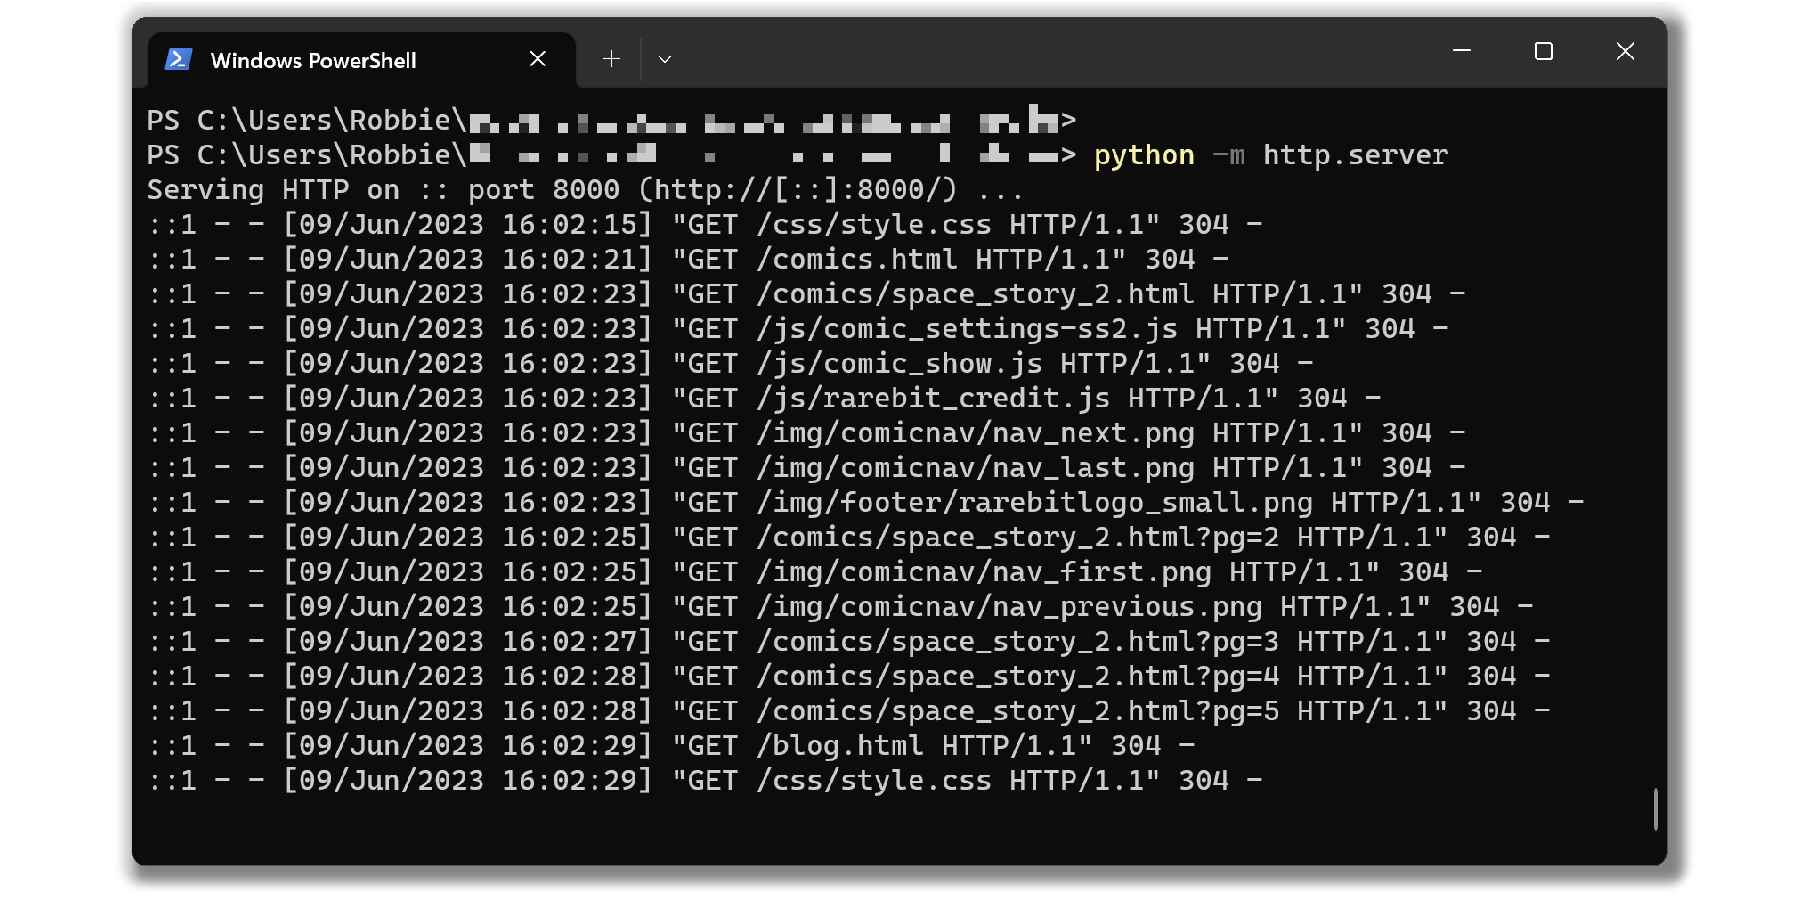 Windows PowerShell
PS C:\Users\Robbie\>
PS C:\Users\Robbie\> python -m http.server
Serving HTTP on :: port 8000 (http://[::]:8000/) ...
::1 - - [09/Jun/2023 16:02:15] "GET /css/style.css HTTP/1.1" 304 -
::1 - - [09/Jun/2023 16:02:21] "GET /comics.html HTTP/1.1" 304 -
::1 - - [09/Jun/2023 16:02:23] "GET /comics/space_story_2.html HTTP/1.1" 304 -
::1 - - [09/Jun/2023 16:02:23] "GET /js/comic_settings-ss2.js HTTP/1.1" 304 -
::1 - - [09/Jun/2023 16:02:23] "GET /js/comic_show.js HTTP/1.1" 304 -
::1 - - [09/Jun/2023 16:02:23] "GET /js/rarebit_credit.js HTTP/1.1" 304 -
::1 - - [09/Jun/2023 16:02:23] "GET /img/comicnav/nav_next.png HTTP/1.1" 304 -
::1 - - [09/Jun/2023 16:02:23] "GET /img/comicnav/nav_last.png HTTP/1.1" 304 -
::1 - - [09/Jun/2023 16:02:23] "GET /img/footer/rarebitlogo_small.png HTTP/1.1" 304 -
::1 - - [09/Jun/2023 16:02:25] "GET /comics/space_story_2.html?pg=2 HTTP/1.1" 304 -
::1 - - [09/Jun/2023 16:02:25] "GET /img/comicnav/nav_first.png HTTP/1.1" 304 -
::1 - - [09/Jun/2023 16:02:25] "GET /img/comicnav/nav_previous.png HTTP/1.1" 304 -
::1 - - [09/Jun/2023 16:02:27] "GET /comics/space_story_2.html?pg=3 HTTP/1.1" 304 -
::1 - - [09/Jun/2023 16:02:28] "GET /comics/space_story_2.html?pg=4 HTTP/1.1" 304 -
::1 - - [09/Jun/2023 16:02:28] "GET /comics/space_story_2.html?pg=5 HTTP/1.1" 304 -
::1 - - [09/Jun/2023 16:02:29] "GET /blog.html HTTP/1.1" 304 -
::1 - - [09/Jun/2023 16:02:29] "GET /css/style.css HTTP/1.1" 304 -